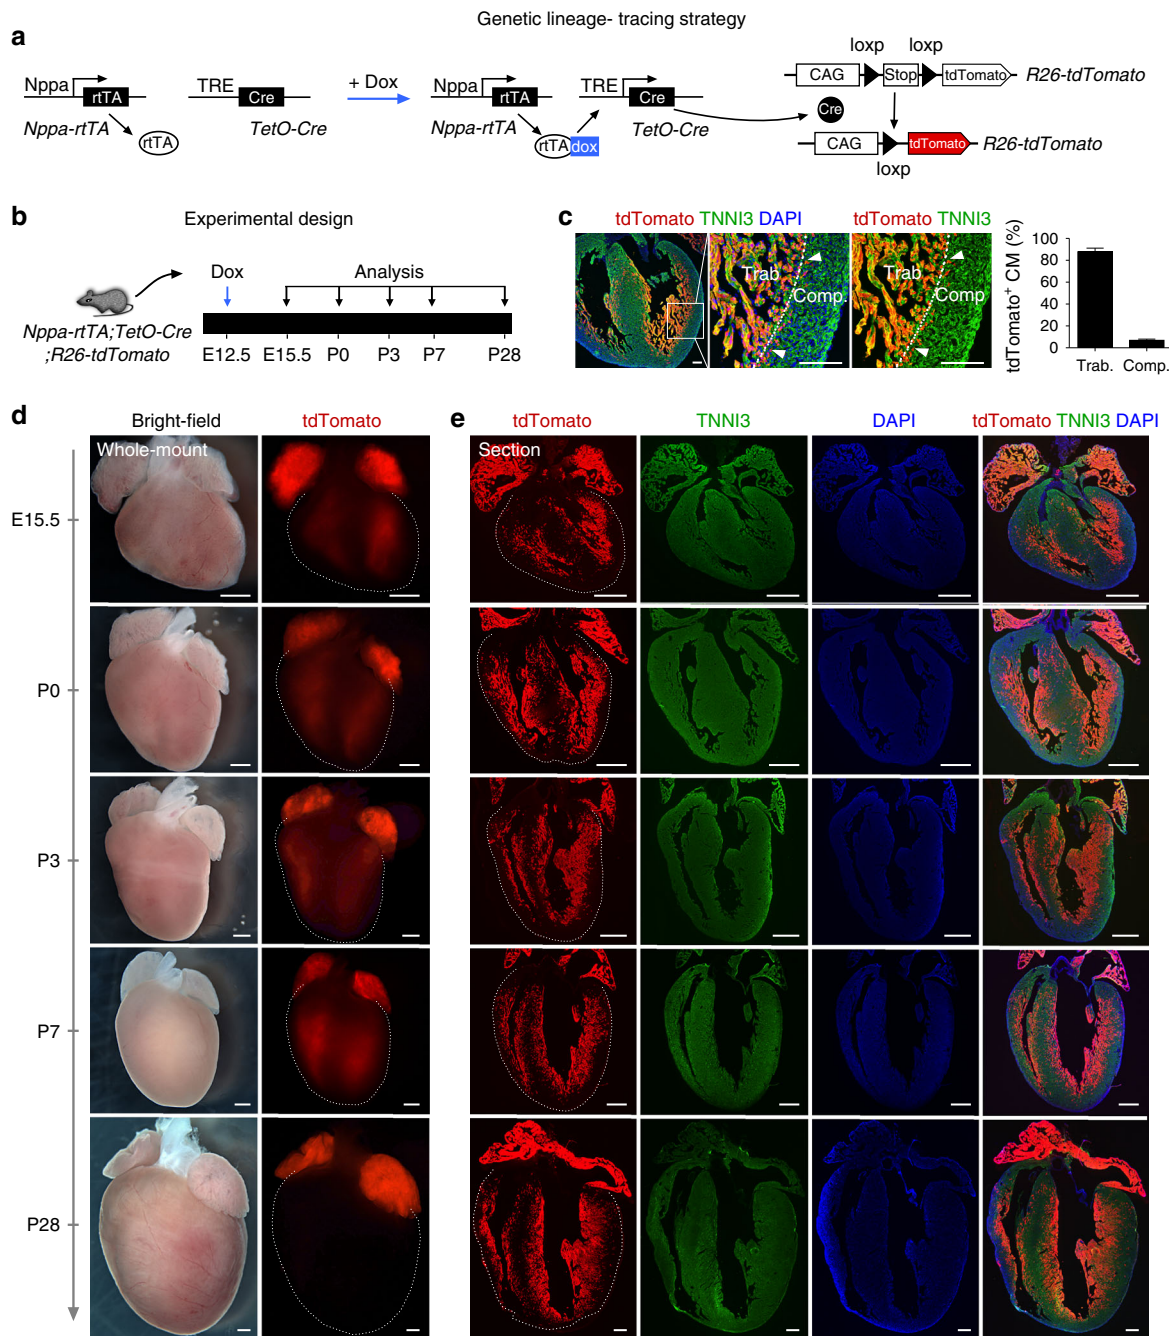 Genetic lineage- tracing strategy
a
Nppa
rtTA
Nppa-rtTA
rtTA
TRE
Cre
TetO-Cre
+ Dox
Nppa
rtTA
Nppa-rtTA
rtTA
dox
TRE
Cre
TetO-Cre
Cre
loxp loxp
CAG
Stop
tdTomato
R26-tdTomato
CAG
tdTomato
R26-tdTomato
loxp
b
Experimental design
Dox
Analysis
Nppa-rtTA;TetO-Cre
;R26-tdTomato
E12.5 E15.5 P0 P3 P7 P28
c
tdTomato TNNI3 DAPI
tdTomato TNNI3
Trab.
Comp.
Trab.
Comp.
tdTomato+ CM (%)
100
80
60
40
20
0
Trab. Comp.
d
Bright-field
tdTomato
Whole-mount
E15.5
P0
P3
P7
P28
e
tdTomato
TNNI3
DAPI
tdTomato TNNI3 DAPI
Section